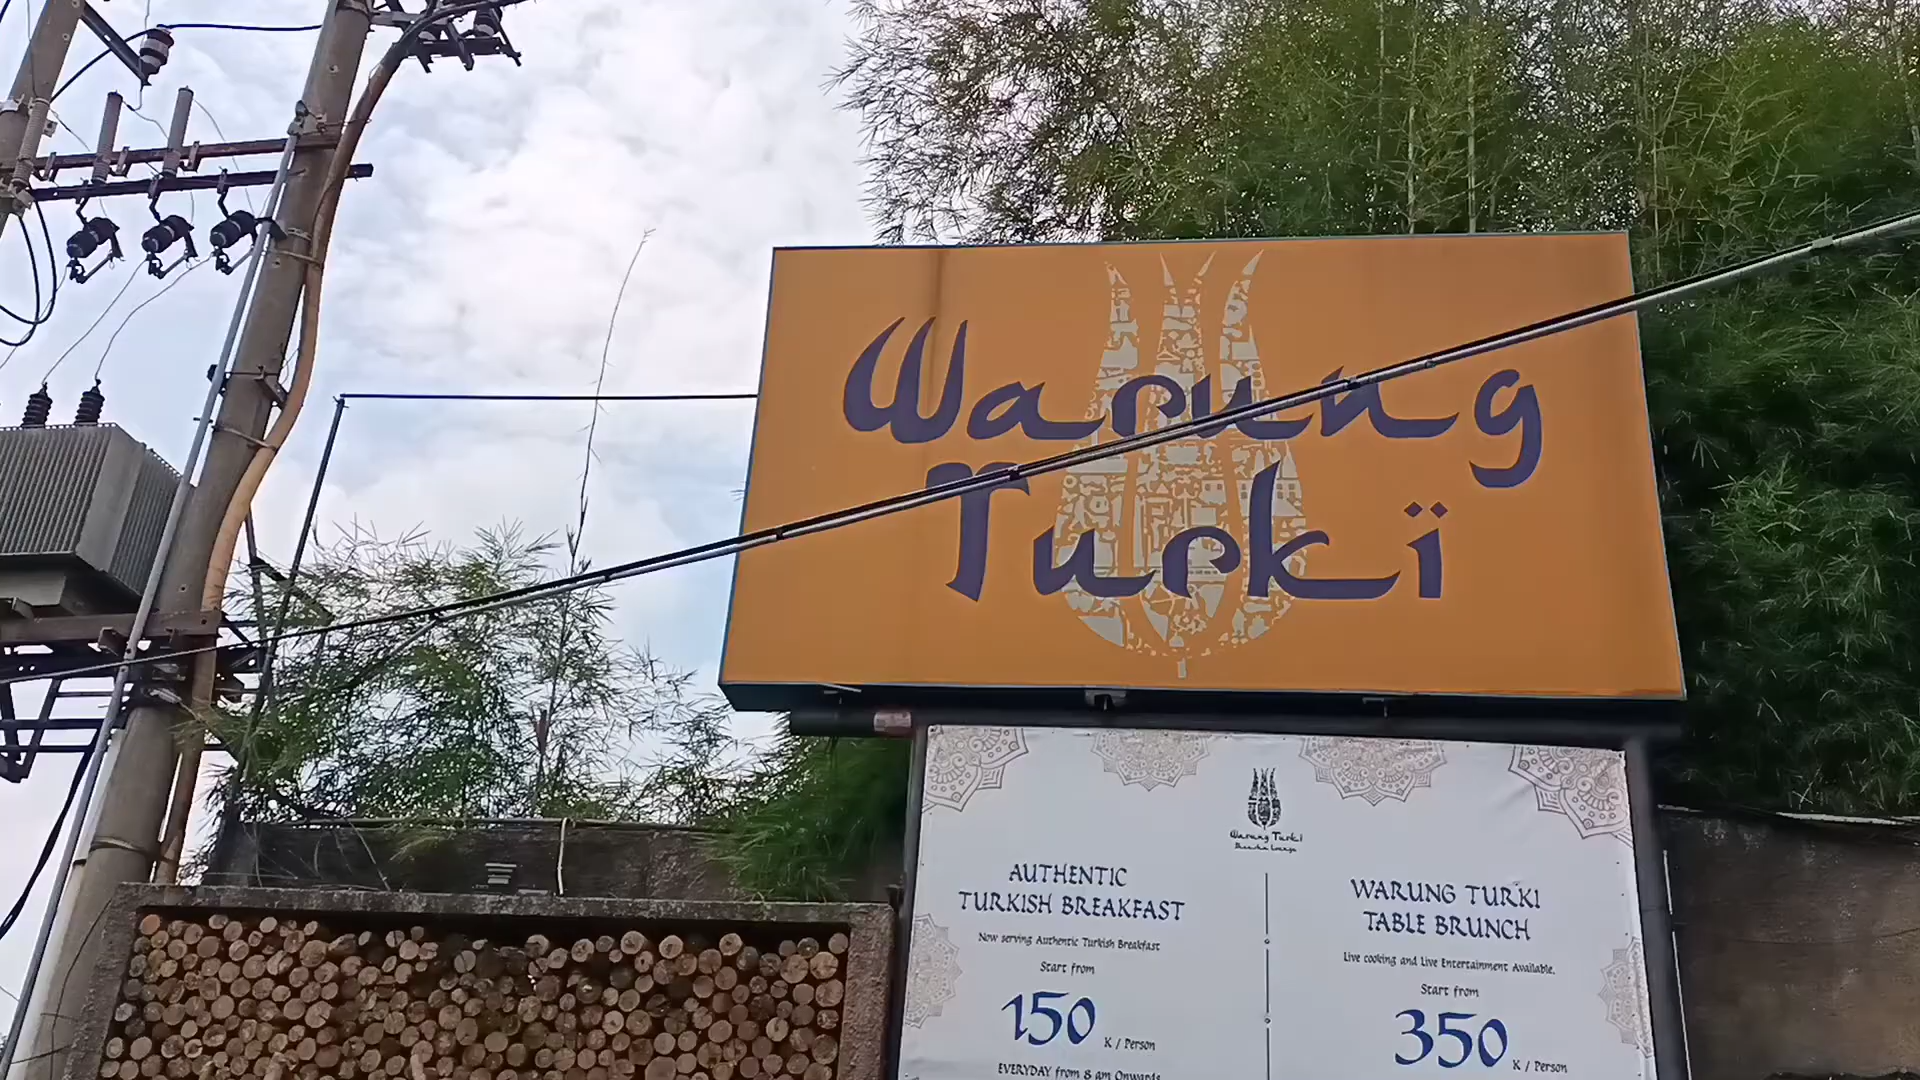 Warung
Turkï
Warung Turki
AUTHENTIC
TURKISH BREAKFAST
Now serving Authentic Turkish Breakfast
Start from
150 K / Person
EVERYDAY from 8 am Onwards
WARUNG TURKI
TABLE BRUNCH
Live cooking and Live Entertainment Available.
Start from
350 K / Person